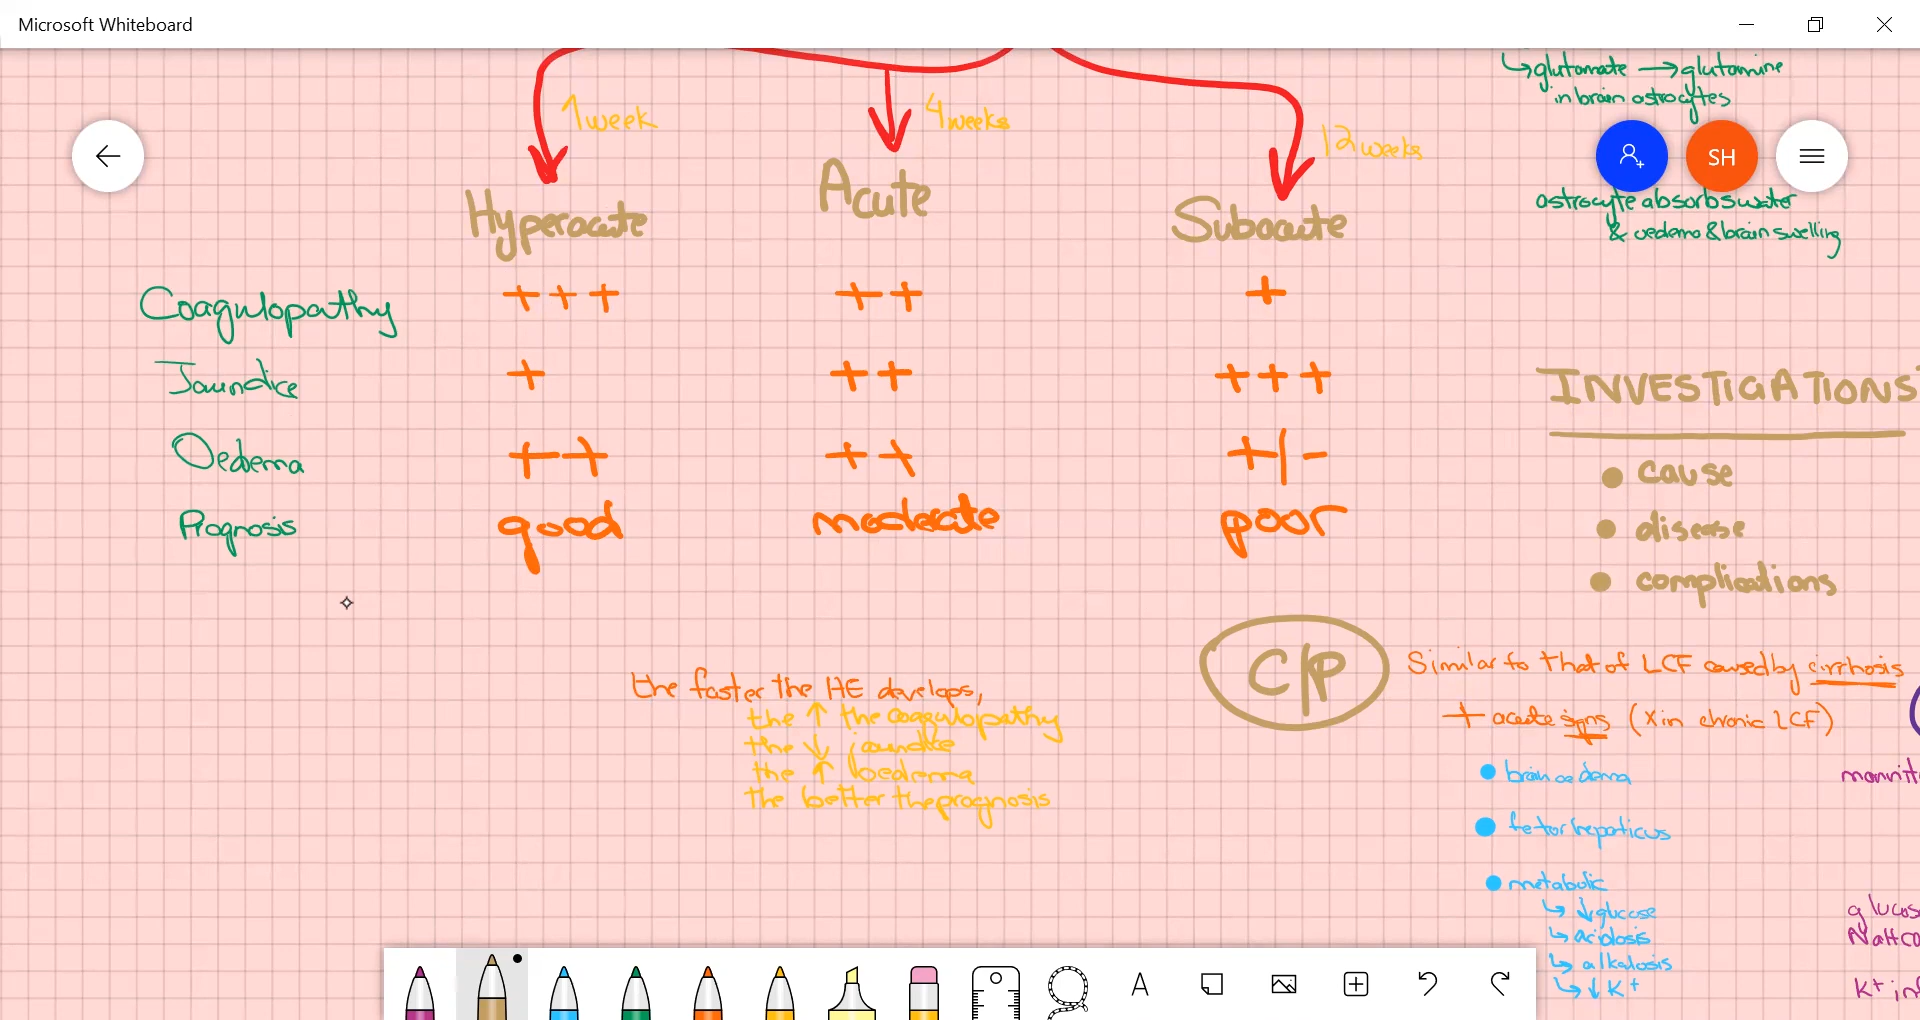 Microsoft Whiteboard
↳glutamate → glutamine
in brain astrocytes
1 week
4 weeks
12 weeks
SH
astrocyte absorbs water
& oedema & brain swelling
Hyperacute
Acute
Subacute
Coagulopathy +++ ++ +
Jaundice + ++ +++
Oedema ++ ++ +/-
Prognosis good moderate poor
INVESTIGATIONS
• cause
• disease
• complications
C/P
Similar to that of LCF caused by cirrhosis
+ acute signs (X in chronic LCF)
the faster the HE develops,
the ↑ the coagulopathy
the ↓ jaundice
the ↑ oedema
the better the prognosis
• brain oedema
mannit
• fetor hepaticus
• metabolic
↳ ↓ glucose
↳ acidosis
↳ alkalosis
↳ ↓ K+
glucos
K+ in
A